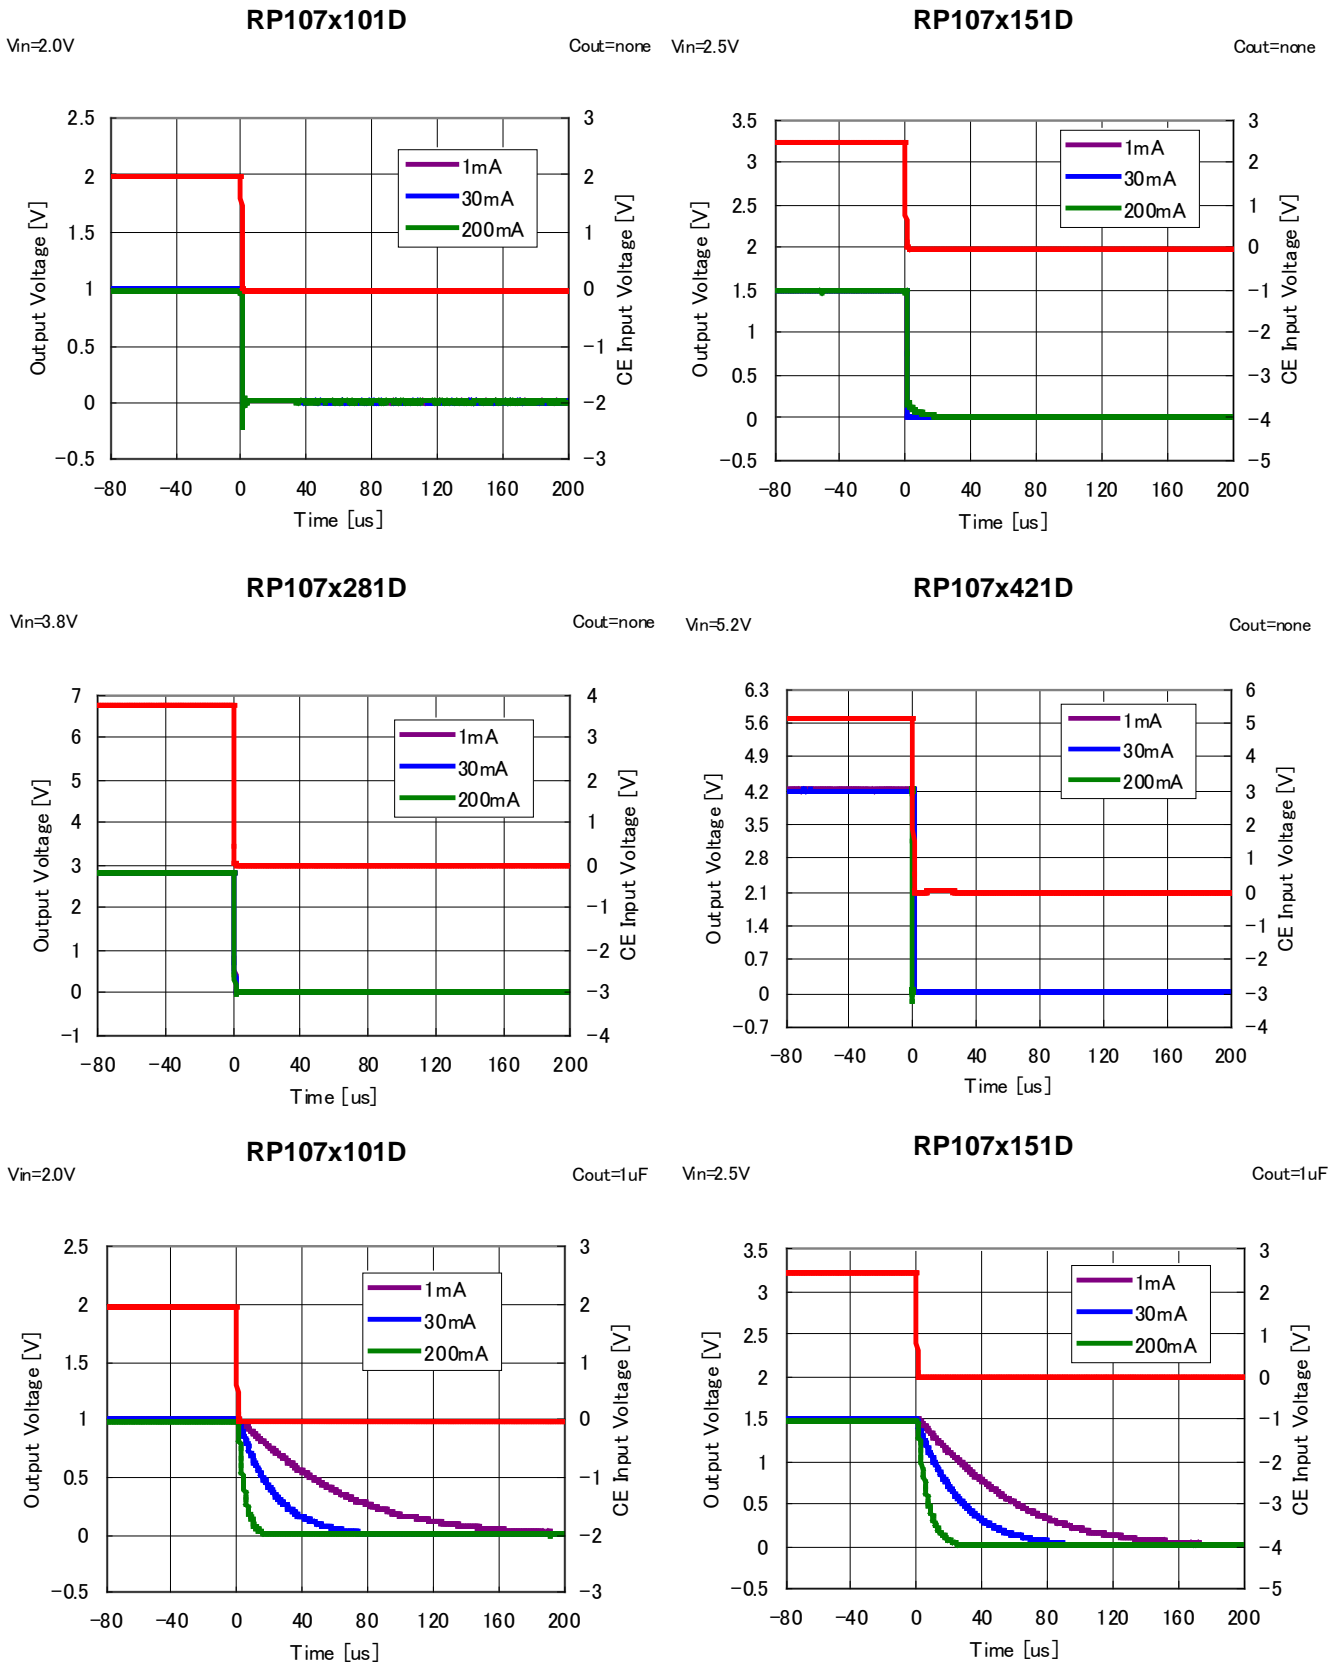 RP107x101D
Vin=2.0V
Cout=none
2.5
2
1.5
1
0.5
0
-0.5
3
2
1
0
-1
-2
-3
1mA
30mA
200mA
Output Voltage [V]
CE Input Voltage [V]
-80 -40 0 40 80 120 160 200
Time [us]
RP107x151D
Vin=2.5V
Cout=none
3.5
3
2.5
2
1.5
1
0.5
0
-0.5
3
2
1
0
-1
-2
-3
-4
-5
1mA
30mA
200mA
Output Voltage [V]
CE Input Voltage [V]
-80 -40 0 40 80 120 160 200
Time [us]
RP107x281D
Vin=3.8V
Cout=none
7
6
5
4
3
2
1
0
-1
4
3
2
1
0
-1
-2
-3
-4
1mA
30mA
200mA
Output Voltage [V]
CE Input Voltage [V]
-80 -40 0 40 80 120 160 200
Time [us]
RP107x421D
Vin=5.2V
Cout=none
6.3
5.6
4.9
4.2
3.5
2.8
2.1
1.4
0.7
0
-0.7
6
5
4
3
2
1
0
-1
-2
-3
-4
1mA
30mA
200mA
Output Voltage [V]
CE Input Voltage [V]
-80 -40 0 40 80 120 160 200
Time [us]
RP107x101D
Vin=2.0V
Cout=1uF
2.5
2
1.5
1
0.5
0
-0.5
3
2
1
0
-1
-2
-3
1mA
30mA
200mA
Output Voltage [V]
CE Input Voltage [V]
-80 -40 0 40 80 120 160 200
Time [us]
RP107x151D
Vin=2.5V
Cout=1uF
3.5
3
2.5
2
1.5
1
0.5
0
-0.5
3
2
1
0
-1
-2
-3
-4
-5
1mA
30mA
200mA
Output Voltage [V]
CE Input Voltage [V]
-80 -40 0 40 80 120 160 200
Time [us]